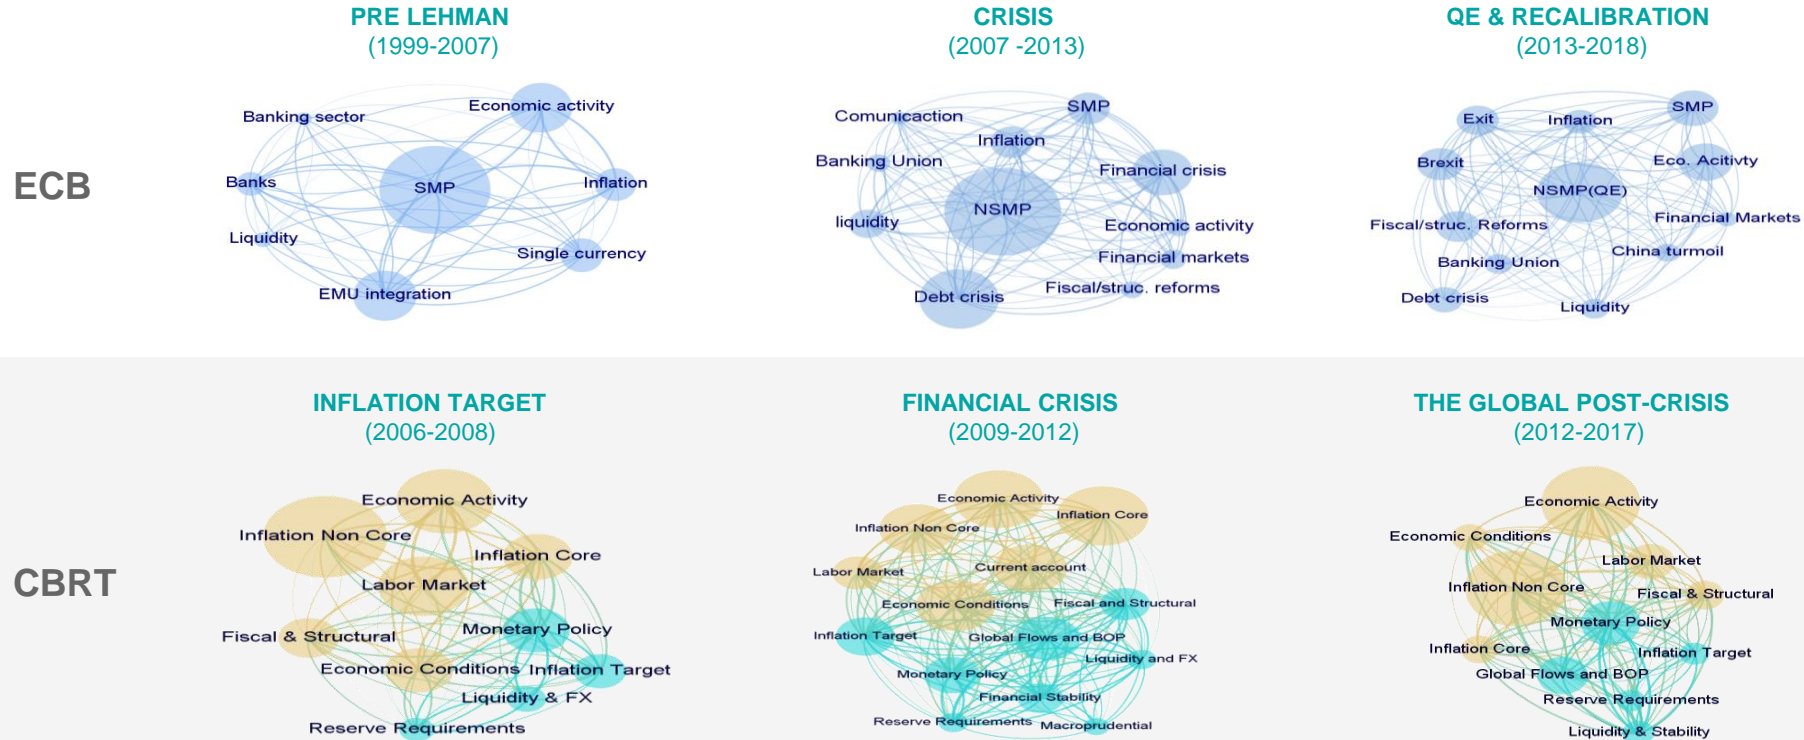 PRE LEHMAN
(1999-2007)
CRISIS
(2007 -2013)
QE & RECALIBRATION
(2013-2018)
ECB
Banking sector
Economic activity
Banks
SMP
Inflation
Liquidity
Single currency
EMU integration
Comunicaction
SMP
Inflation
Banking Union
Financial crisis
NSMP
liquidity
Economic activity
Financial markets
Debt crisis
Fiscal/struc. reforms
Exit
Inflation
SMP
Brexit
Eco. Acitivty
NSMP(QE)
Fiscal/struc. Reforms
Financial Markets
China turmoil
Banking Union
Debt crisis
Liquidity
INFLATION TARGET
(2006-2008)
FINANCIAL CRISIS
(2009-2012)
THE GLOBAL POST-CRISIS
(2012-2017)
CBRT
Economic Activity
Inflation Non Core
Inflation Core
Labor Market
Fiscal & Structural
Monetary Policy
Economic Conditions
Inflation Target
Liquidity & FX
Reserve Requirements
Economic Activity
Inflation Core
Inflation Non Core
Labor Market
Current account
Economic Conditions
Fiscal and Structural
Inflation Target
Global Flows and BOP
Liquidity and FX
Monetary Policy
Financial Stability
Reserve Requirements
Macroprudential
Economic Activity
Economic Conditions
Labor Market
Inflation Non Core
Fiscal & Structural
Monetary Policy
Inflation Core
Inflation Target
Global Flows and BOP
Reserve Requirements
Liquidity & Stability